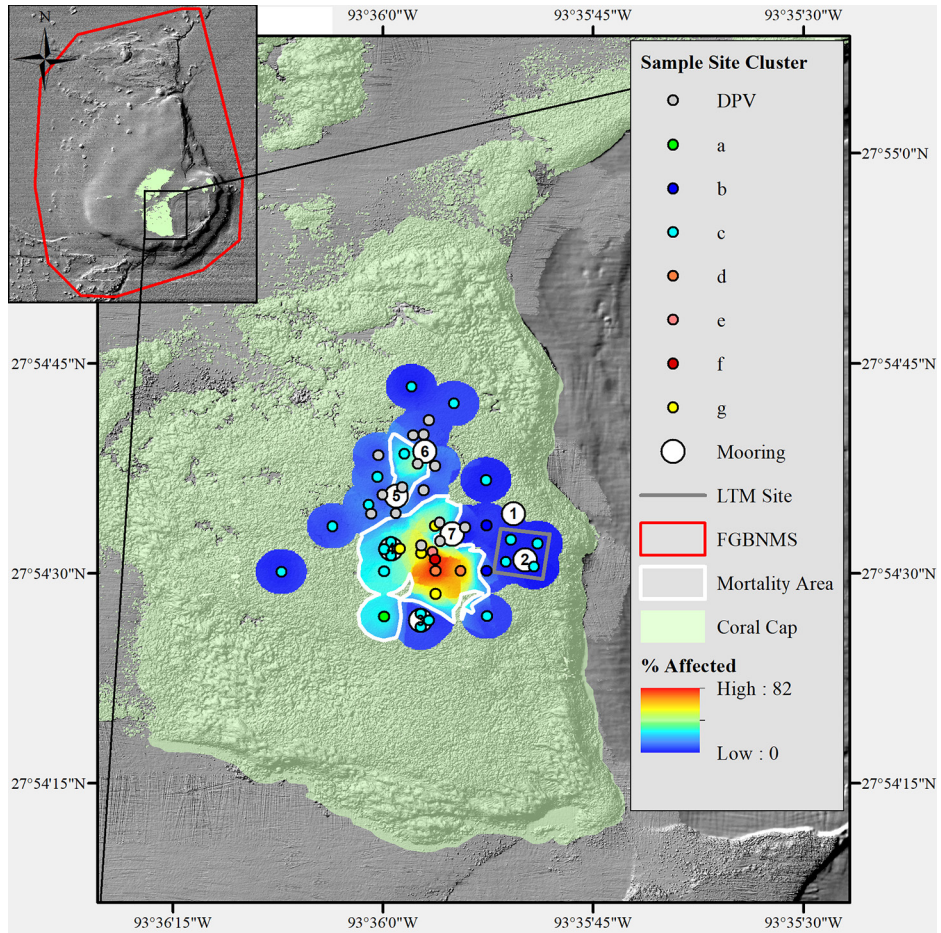 93°36'0"W
93°35'45"W
93°35'30"W
N
Sample Site Cluster
DPV
a
b
c
d
e
f
g
Mooring
LTM Site
FGBNMS
Mortality Area
Coral Cap
% Affected
High : 82
Low : 0
27°55'0"N
27°54'45"N
27°54'45"N
27°54'30"N
27°54'30"N
27°54'15"N
27°54'15"N
6
5
1
7
2
93°36'15"W
93°36'0"W
93°35'45"W
93°35'30"W